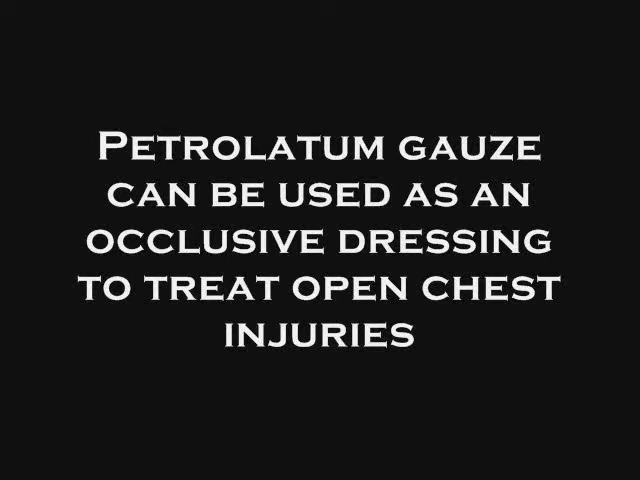 PETROLATUM GAUZE
CAN BE USED AS AN
OCCLUSIVE DRESSING
TO TREAT OPEN CHEST
INJURIES